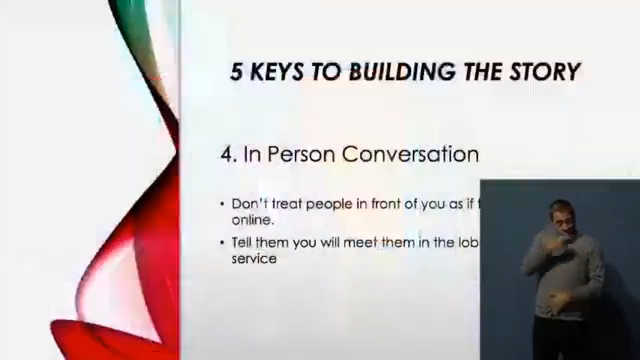 5 KEYS TO BUILDING THE STORY
4. In Person Conversation
• Don't treat people in front of you as if
online.
• Tell them you will meet them in the
service